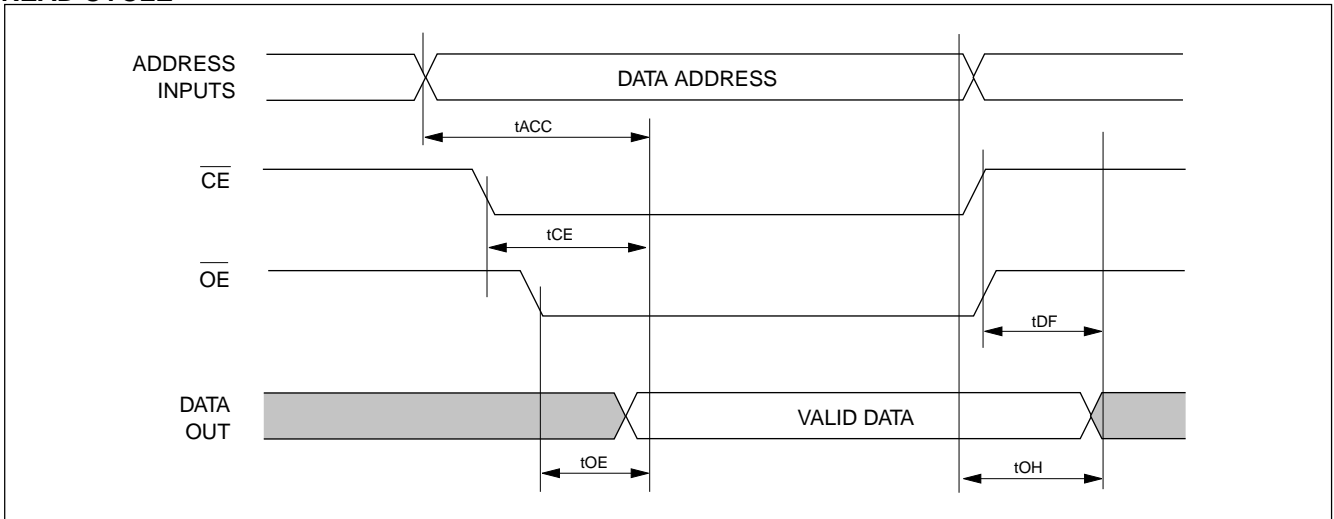 ADDRESS
INPUTS
DATA ADDRESS
tACC
CE
tCE
OE
tDF
DATA
OUT
VALID DATA
tOE
tOH